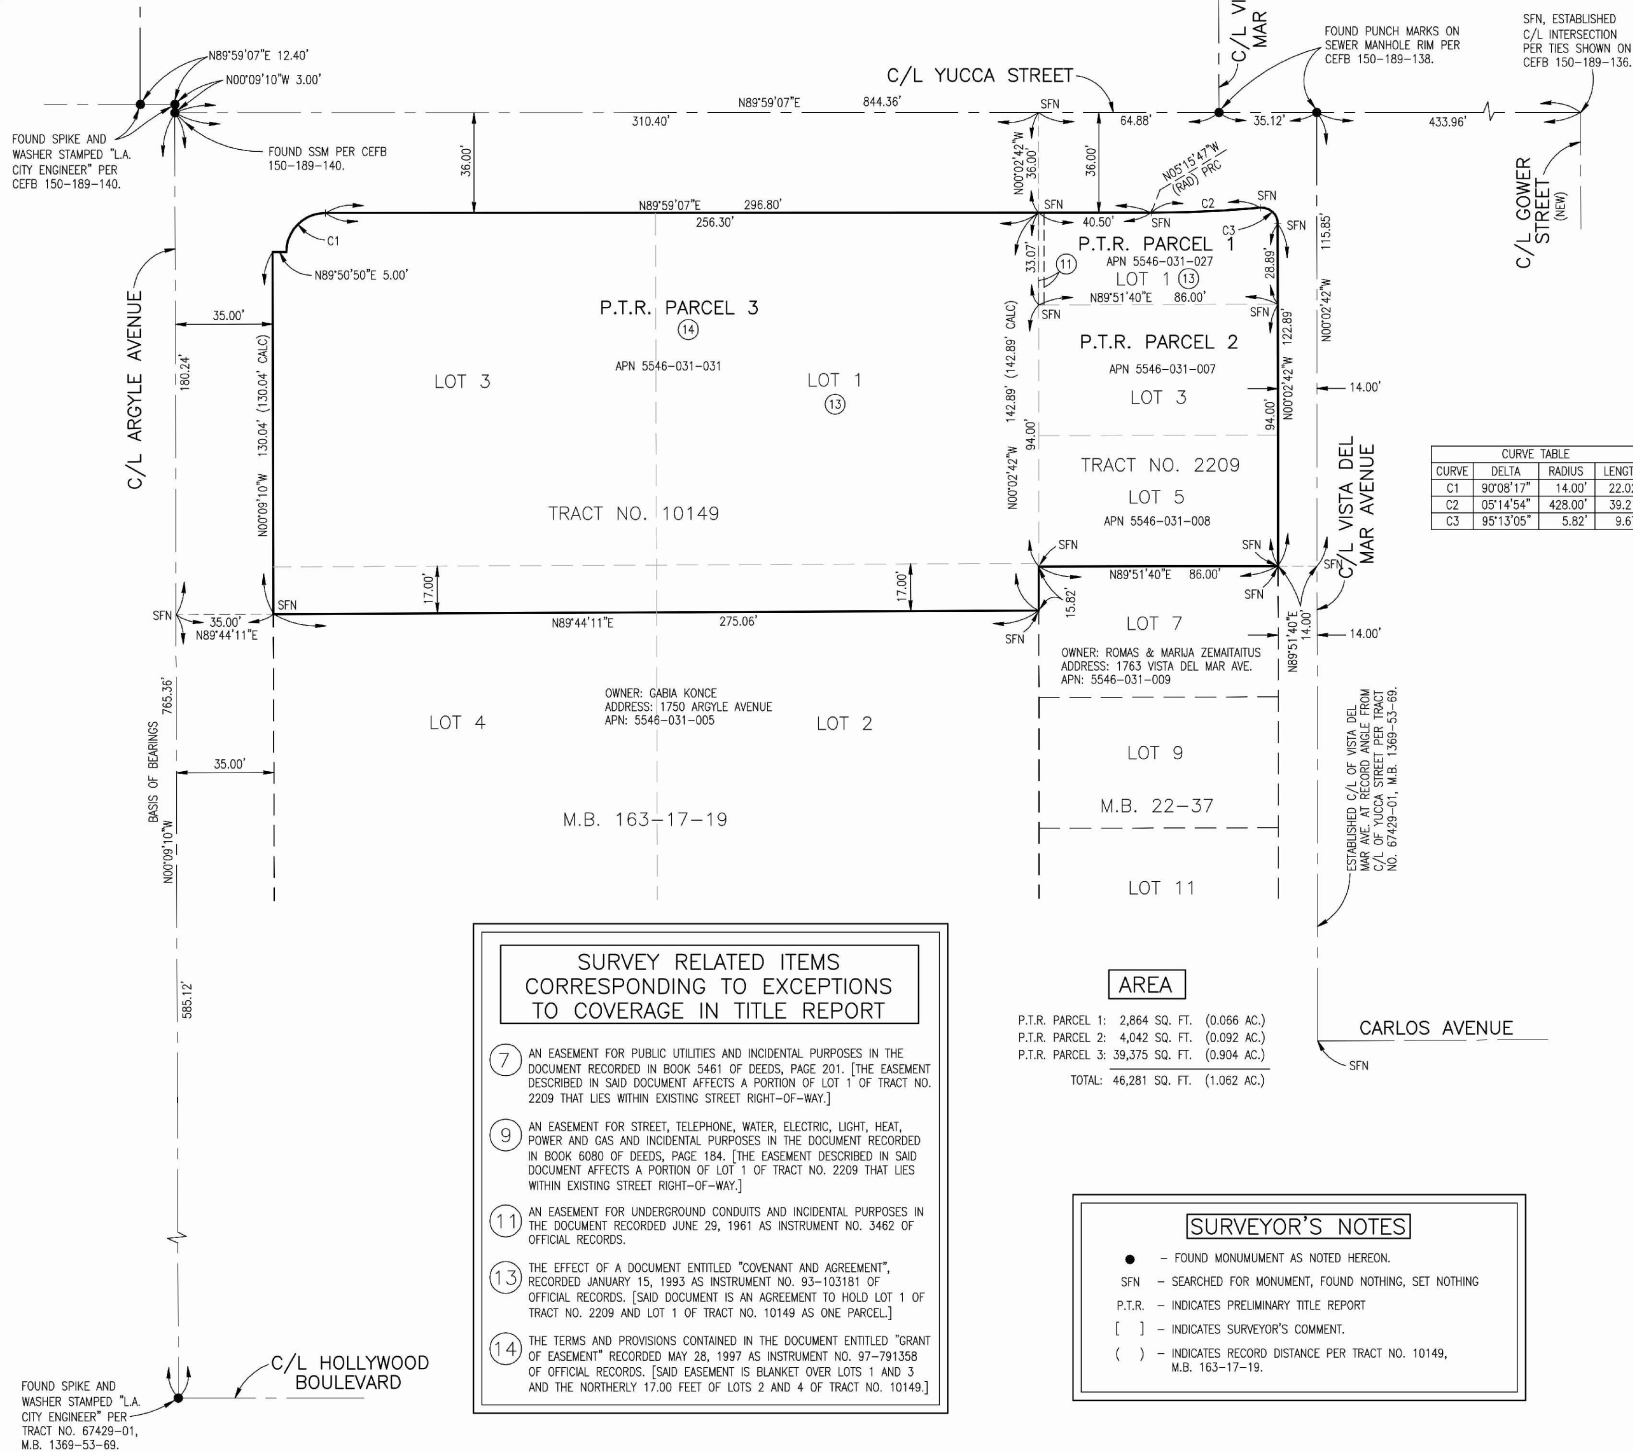 N89°59'07"E 12.40'
N00°09'10"W 3.00'
FOUND SPIKE AND
WASHER STAMPED "L.A.
CITY ENGINEER" PER
CEFB 150-189-140.
FOUND SSM PER CEFB
150-189-140.
C/L YUCCA STREET
N89°59'07"E 844.36'
310.40'
SFN
64.88'
35.12'
433.96'
C/L VI
MAR
FOUND PUNCH MARKS ON
SEWER MANHOLE RIM PER
CEFB 150-189-138.
SFN, ESTABLISHED
C/L INTERSECTION
PER TIES SHOWN ON
CEFB 150-189-136.
C/L GOWER
STREET
(NEW)
36.00'
N00°02'42"W
36.00'
36.00'
N05°15'47"W
(RAD) PRC
N89°59'07"E 296.80'
256.30'
SFN
40.50'
SFN
C2
SFN
C3
SFN
C1
N89°50'50"E 5.00'
C/L ARGYLE AVENUE
35.00'
180.24'
N00°09'10"W 130.04' (130.04' CALC)
P.T.R. PARCEL 3
14
APN 5546-031-031
LOT 3
LOT 1
13
TRACT NO. 10149
33.07'
11
P.T.R. PARCEL 1
APN 5546-031-027
LOT 1 13
28.89'
115.85'
N89°51'40"E 86.00'
SFN
SFN
N00°02'42"W
P.T.R. PARCEL 2
APN 5546-031-007
LOT 3
N00°02'42"W 142.89' (142.89' CALC)
94.00'
94.00'
N00°02'42"W 122.89'
14.00'
TRACT NO. 2209
LOT 5
APN 5546-031-008
C/L VISTA DEL
MAR AVENUE
CURVE TABLE
CURVE DELTA RADIUS LENGT
C1 90°08'17" 14.00' 22.02
C2 05°14'54" 428.00' 39.2
C3 95°13'05" 5.82' 9.67
SFN
SFN
SFN
N89°51'40"E 86.00'
SFN
17.00'
17.00'
15.82'
SFN
SFN
35.00'
N89°44'11"E
N89°44'11"E 275.06'
SFN
N89°51'40"E
14.00'
14.00'
LOT 7
OWNER: ROMAS & MARIJA ZEMAITAITUS
ADDRESS: 1763 VISTA DEL MAR AVE.
APN: 5546-031-009
OWNER: GABIA KONCE
ADDRESS: 1750 ARGYLE AVENUE
APN: 5546-031-005
LOT 4
LOT 2
765.36'
BASIS OF BEARINGS
N00°09'10"W
35.00'
M.B. 163-17-19
LOT 9
M.B. 22-37
LOT 11
ESTABLISHED C/L OF VISTA DEL
MAR AVE. AT RECORD ANGLE FROM
C/L OF YUCCA STREET PER TRACT
NO. 67429-01, M.B. 1369-53-69.
585.12'
SURVEY RELATED ITEMS
CORRESPONDING TO EXCEPTIONS
TO COVERAGE IN TITLE REPORT
7 AN EASEMENT FOR PUBLIC UTILITIES AND INCIDENTAL PURPOSES IN THE
DOCUMENT RECORDED IN BOOK 5461 OF DEEDS, PAGE 201. [THE EASEMENT
DESCRIBED IN SAID DOCUMENT AFFECTS A PORTION OF LOT 1 OF TRACT NO.
2209 THAT LIES WITHIN EXISTING STREET RIGHT-OF-WAY.]
9 AN EASEMENT FOR STREET, TELEPHONE, WATER, ELECTRIC, LIGHT, HEAT,
POWER AND GAS AND INCIDENTAL PURPOSES IN THE DOCUMENT RECORDED
IN BOOK 6080 OF DEEDS, PAGE 184. [THE EASEMENT DESCRIBED IN SAID
DOCUMENT AFFECTS A PORTION OF LOT 1 OF TRACT NO. 2209 THAT LIES
WITHIN EXISTING STREET RIGHT-OF-WAY.]
11 AN EASEMENT FOR UNDERGROUND CONDUITS AND INCIDENTAL PURPOSES IN
THE DOCUMENT RECORDED JUNE 29, 1961 AS INSTRUMENT NO. 3462 OF
OFFICIAL RECORDS.
13 THE EFFECT OF A DOCUMENT ENTITLED "COVENANT AND AGREEMENT",
RECORDED JANUARY 15, 1993 AS INSTRUMENT NO. 93-103181 OF
OFFICIAL RECORDS. [SAID DOCUMENT IS AN AGREEMENT TO HOLD LOT 1 OF
TRACT NO. 2209 AND LOT 1 OF TRACT NO. 10149 AS ONE PARCEL.]
14 THE TERMS AND PROVISIONS CONTAINED IN THE DOCUMENT ENTITLED "GRANT
OF EASEMENT" RECORDED MAY 28, 1997 AS INSTRUMENT NO. 97-791358
OF OFFICIAL RECORDS. [SAID EASEMENT IS BLANKET OVER LOTS 1 AND 3
AND THE NORTHERLY 17.00 FEET OF LOTS 2 AND 4 OF TRACT NO. 10149.]
AREA
P.T.R. PARCEL 1: 2,864 SQ. FT. (0.066 AC.)
P.T.R. PARCEL 2: 4,042 SQ. FT. (0.092 AC.)
P.T.R. PARCEL 3: 39,375 SQ. FT. (0.904 AC.)
TOTAL: 46,281 SQ. FT. (1.062 AC.)
CARLOS AVENUE
SFN
SURVEYOR'S NOTES
● - FOUND MONUMUMENT AS NOTED HEREON.
SFN - SEARCHED FOR MONUMENT, FOUND NOTHING, SET NOTHING
P.T.R. - INDICATES PRELIMINARY TITLE REPORT
[ ] - INDICATES SURVEYOR'S COMMENT.
( ) - INDICATES RECORD DISTANCE PER TRACT NO. 10149,
M.B. 163-17-19.
C/L HOLLYWOOD
BOULEVARD
FOUND SPIKE AND
WASHER STAMPED "L.A.
CITY ENGINEER" PER
TRACT NO. 67429-01,
M.B. 1369-53-69.